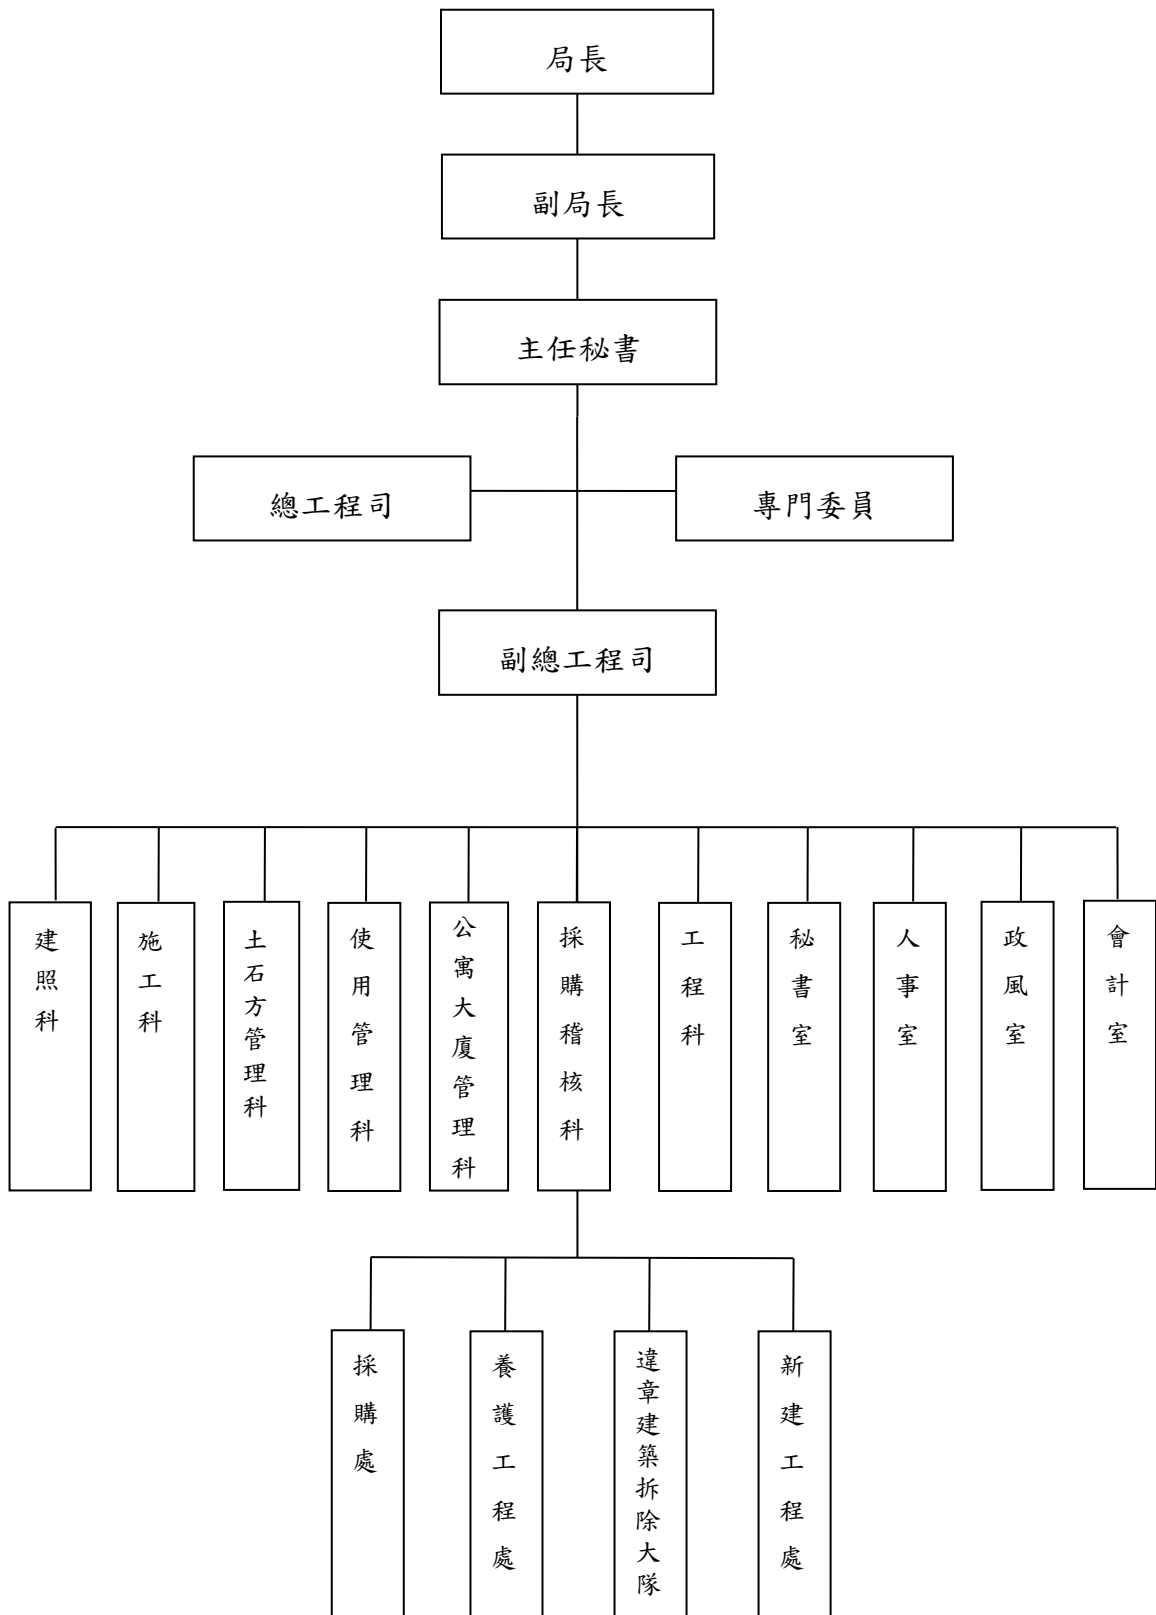 局長
副局長
主任秘書
總工程司
專門委員
副總工程司
建照科
施工科
土石方管理科
使用管理科
公寓大廈管理科
採購稽核科
工程科
秘書室
人事室
政風室
會計室
採購處
養護工程處
違章建築拆除大隊
新建工程處